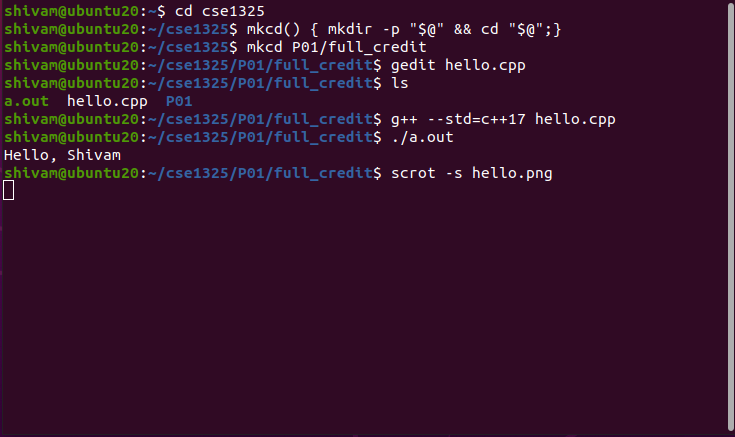 shivam@ubuntu20:~$ cd cse1325
shivam@ubuntu20:~/cse1325$ mkcd() { mkdir -p "$@" && cd "$@";}
shivam@ubuntu20:~/cse1325$ mkcd P01/full_credit
shivam@ubuntu20:~/cse1325/P01/full_credit$ gedit hello.cpp
shivam@ubuntu20:~/cse1325/P01/full_credit$ ls
a.out  hello.cpp  P01
shivam@ubuntu20:~/cse1325/P01/full_credit$ g++ --std=c++17 hello.cpp
shivam@ubuntu20:~/cse1325/P01/full_credit$ ./a.out
Hello, Shivam
shivam@ubuntu20:~/cse1325/P01/full_credit$ scrot -s hello.png